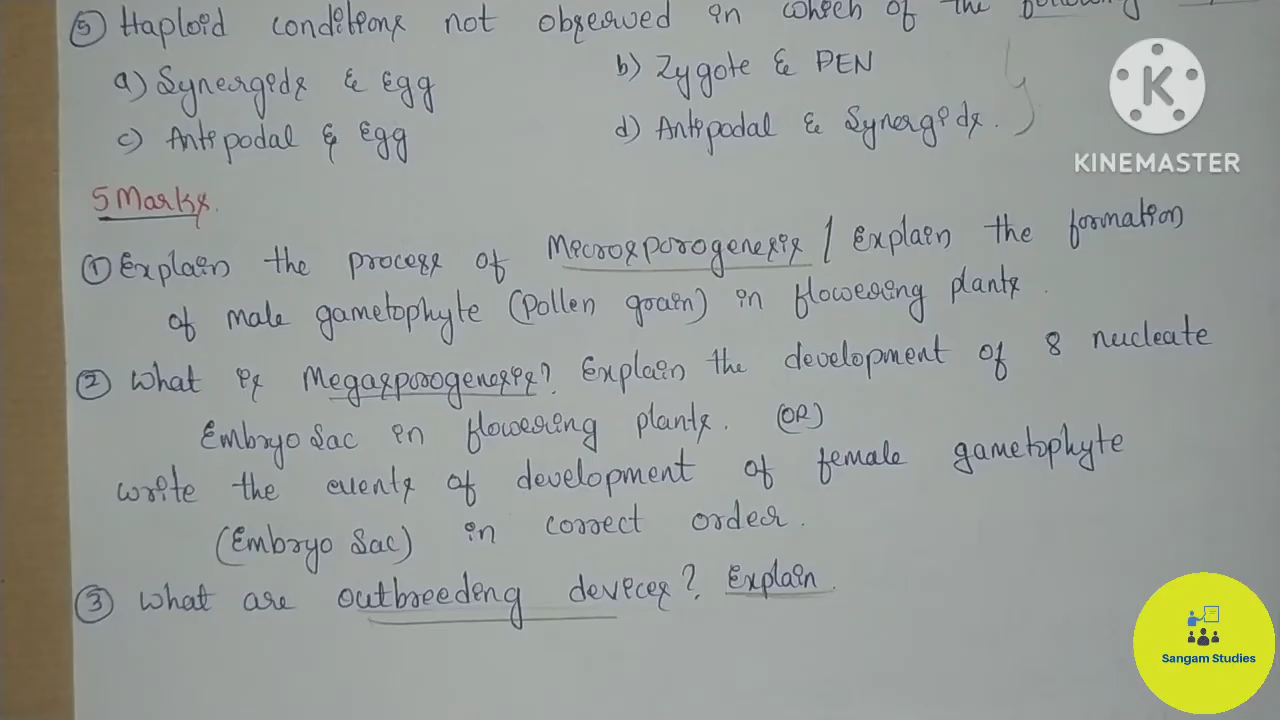 ⑤ Haploid conditions not observed in which of the following
a) Synergids & Egg
b) Zygote & PEN
c) Antipodal & Egg
d) Antipodal & Synergids.
K
KINEMASTER
5 Marks.
① Explain the process of Microsporogenesis / Explain the formation
of male gametophyte (pollen grain) in flowering plants.
② What is Megasporogenesis? Explain the development of 8 nucleate
Embryo Sac in flowering plants. (OR)
write the events of development of female gametophyte
(Embryo Sac) in correct order.
③ What are outbreeding devices? Explain.
Sangam Studies